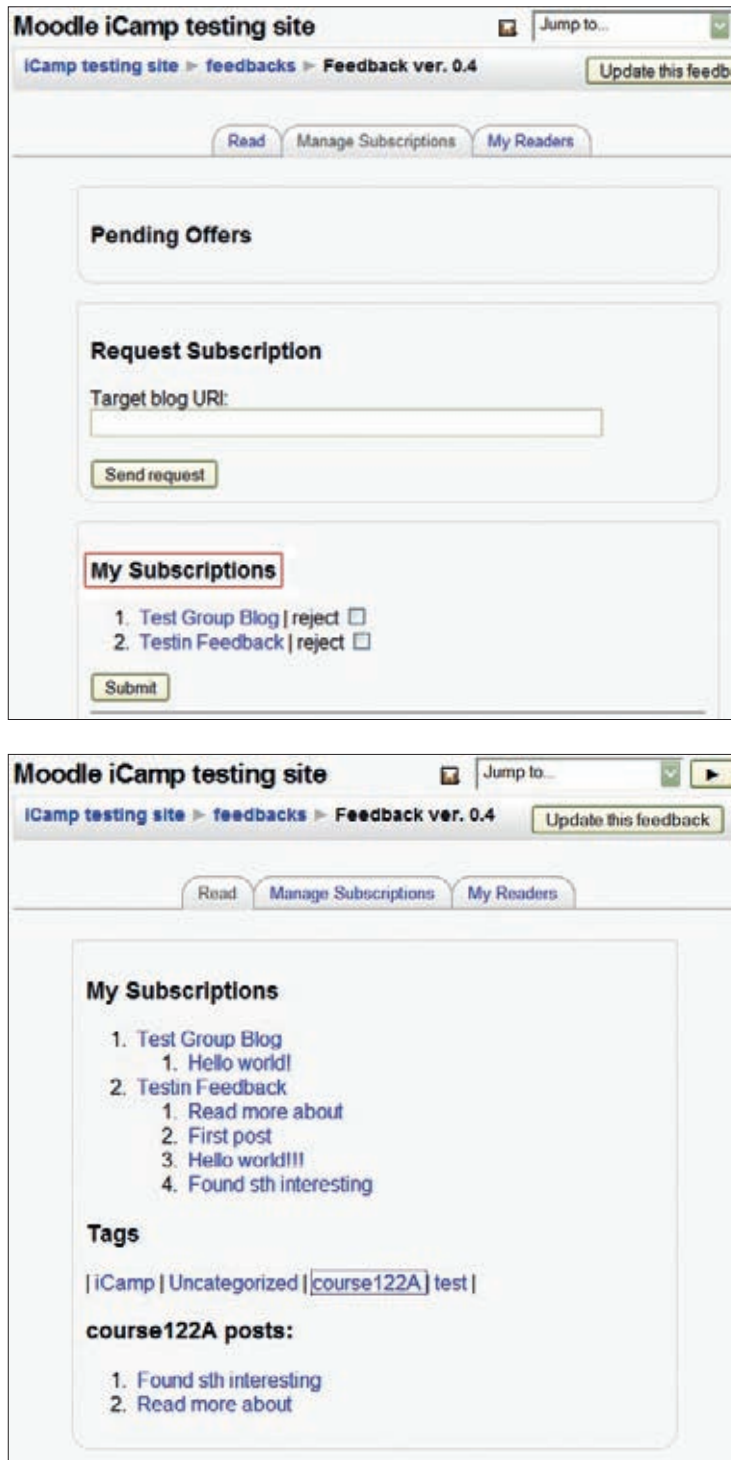 Moodle iCamp testing site Jump to...
iCamp testing site ► feedbacks ► Feedback ver. 0.4 Update this feedb
Read Manage Subscriptions My Readers
Pending Offers
Request Subscription
Target blog URI:
Send request
My Subscriptions
1. Test Group Blog | reject
2. Testin Feedback | reject
Submit
Moodle iCamp testing site Jump to...
iCamp testing site ► feedbacks ► Feedback ver. 0.4 Update this feedback
Read Manage Subscriptions My Readers
My Subscriptions
1. Test Group Blog
1. Hello world!
2. Testin Feedback
1. Read more about
2. First post
3. Hello world!!!
4. Found sth interesting
Tags
| iCamp | Uncategorized | course122A | test |
course122A posts:
1. Found sth interesting
2. Read more about